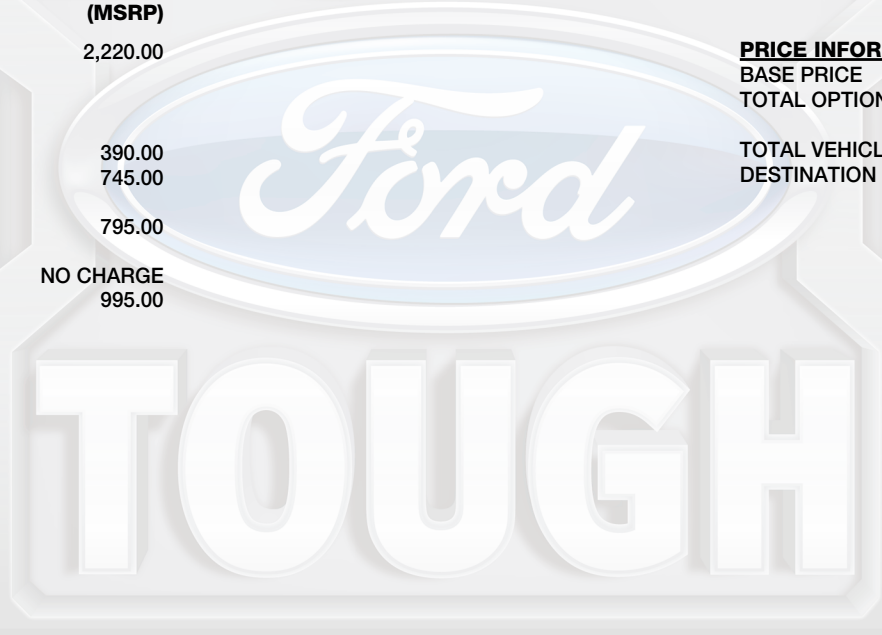 (MSRP)
2,220.00
390.00
745.00
795.00
NO CHARGE
995.00
PRICE INFOR
BASE PRICE
TOTAL OPTION
TOTAL VEHICL
DESTINATION
Ford
TOUGH